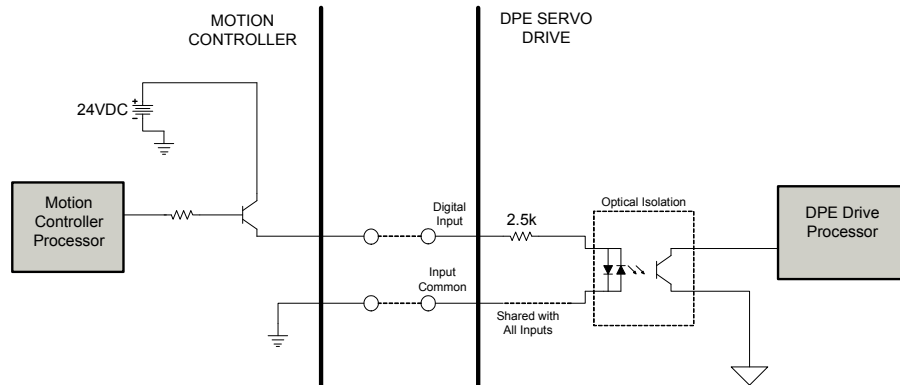 MOTION
CONTROLLER
DPE SERVO
DRIVE
24VDC
+
-
Motion
Controller
Processor
Digital
Input
2.5k
Optical Isolation
DPE Drive
Processor
Input
Common
Shared with
All Inputs